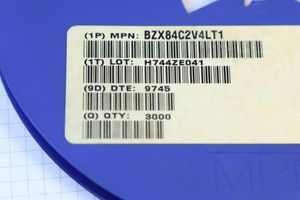 (1P) MPN: BZX84C2V4LT1
(1T) LOT: H744ZE041
(9D) DTE: 9745
(Q) QTY: 3000